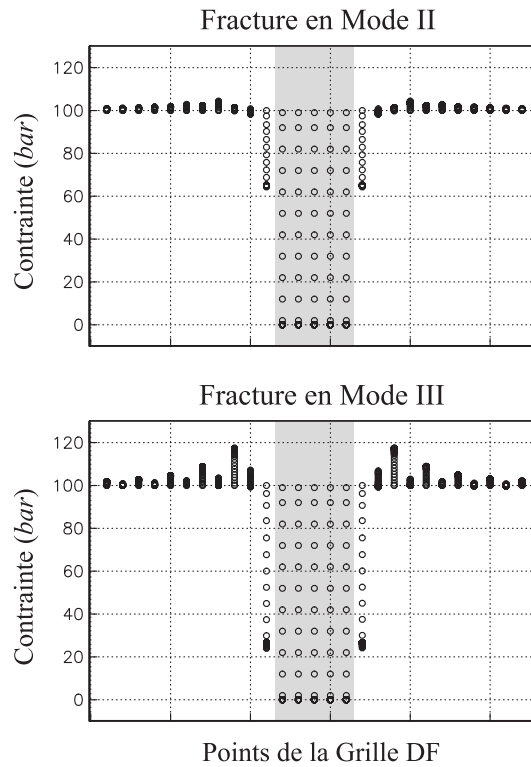 Fracture en Mode II
120
100
80
60
40
20
0
Contrainte (bar)
Fracture en Mode III
120
100
80
60
40
20
0
Contrainte (bar)
Points de la Grille DF